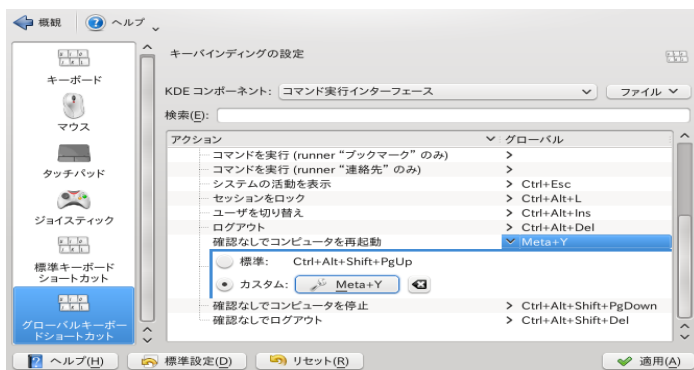 概観 ヘルプ
キーボード
マウス
タッチパッド
ジョイスティック
標準キーボード
ショートカット
グローバルキーボー
ドショートカット
キーバインディングの設定
KDE コンポーネント: コマンド実行インターフェース ファイル
検索(E):
アクション グローバル
コマンドを実行 (runner “ブックマーク” のみ)
コマンドを実行 (runner “連絡先” のみ)
システムの活動を表示 Ctrl+Esc
セッションをロック Ctrl+Alt+L
ユーザを切り替え Ctrl+Alt+Ins
ログアウト Ctrl+Alt+Del
確認なしでコンピュータを再起動 Meta+Y
標準: Ctrl+Alt+Shift+PgUp
カスタム: Meta+Y
確認なしでコンピュータを停止 Ctrl+Alt+Shift+PgDown
確認なしでログアウト Ctrl+Alt+Shift+Del
ヘルプ(H) 標準設定(D) リセット(R) 適用(A)